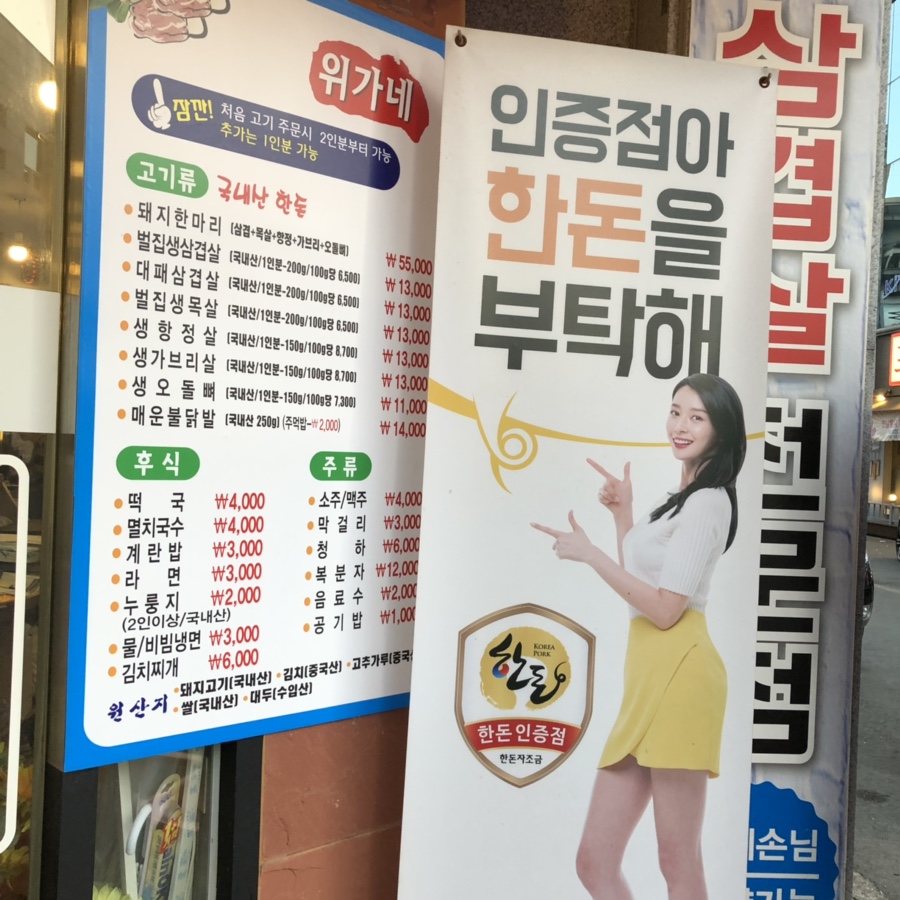 위가네
잠깐! 처음 고기 주문시 2인분부터 가능
추가는 1인분 가능
고기류 국내산 한돈
돼지한마리 (삼겹+목살+항정+가브리+오돌뼈) ₩55,000
벌집생삼겹살 (국내산/1인분-200g/100g당 6,500) ₩13,000
대패삼겹살 (국내산/1인분-200g/100g당 6,500) ₩13,000
벌집생목살 (국내산/1인분-200g/100g당 6,500) ₩13,000
생항정살 (국내산/1인분-150g/100g당 8,700) ₩13,000
생가브리살 (국내산/1인분-150g/100g당 8,700) ₩13,000
생오돌뼈 (국내산/1인분-150g/100g당 7,300) ₩11,000
매운불닭발 (국내산 250g) (주먹밥-₩2,000) ₩14,000
후식
떡국 ₩4,000
멸치국수 ₩4,000
계란밥 ₩3,000
라면 ₩3,000
누룽지 ₩2,000
(2인이상/국내산)
물/비빔냉면 ₩3,000
김치찌개 ₩6,000
주류
소주/맥주 ₩4,000
막걸리 ₩3,000
청하 ₩6,000
복분자 ₩12,000
음료수 ₩2,000
공기밥 ₩1,000
원산지 돼지고기(국내산) 김치(중국산) 고추가루(중국산
쌀(국내산) 대두(수입산)
인증점아
한돈을
부탁해
한돈
KOREA
PORK
한돈 인증점
한돈자조금
삼겹살
손님